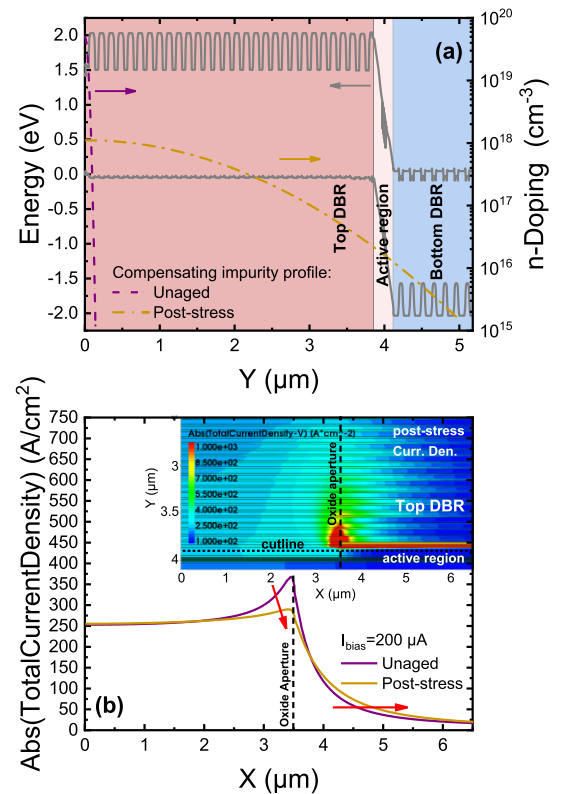 (a)
2.0
1.5
1.0
0.5
0.0
-0.5
-1.0
-1.5
-2.0
Energy (eV)
10^20
10^19
10^18
10^17
10^16
10^15
n-Doping (cm^-3)
Top DBR
Active region
Bottom DBR
Compensating impurity profile:
Unaged
Post-stress
0 1 2 3 4 5
Y (µm)
750
700
650
600
550
500
450
400
350
300
250
200
150
100
50
0
Abs(TotalCurrentDensity) (A/cm²)
Abs(TotalCurrentDensity-V) (A*cm^-2)
1.000e+03
8.500e+02
7.000e+02
5.500e+02
4.000e+02
2.500e+02
1.000e+02
post-stress
Curr. Den.
Oxide aperture
Top DBR
cutline
active region
3
3.5
4
Y (µm)
0 1 2 3 4 5 6
X (µm)
I_bias=200 µA
Unaged
Post-stress
Oxide Aperture
(b)
0 1 2 3 4 5 6
X (µm)